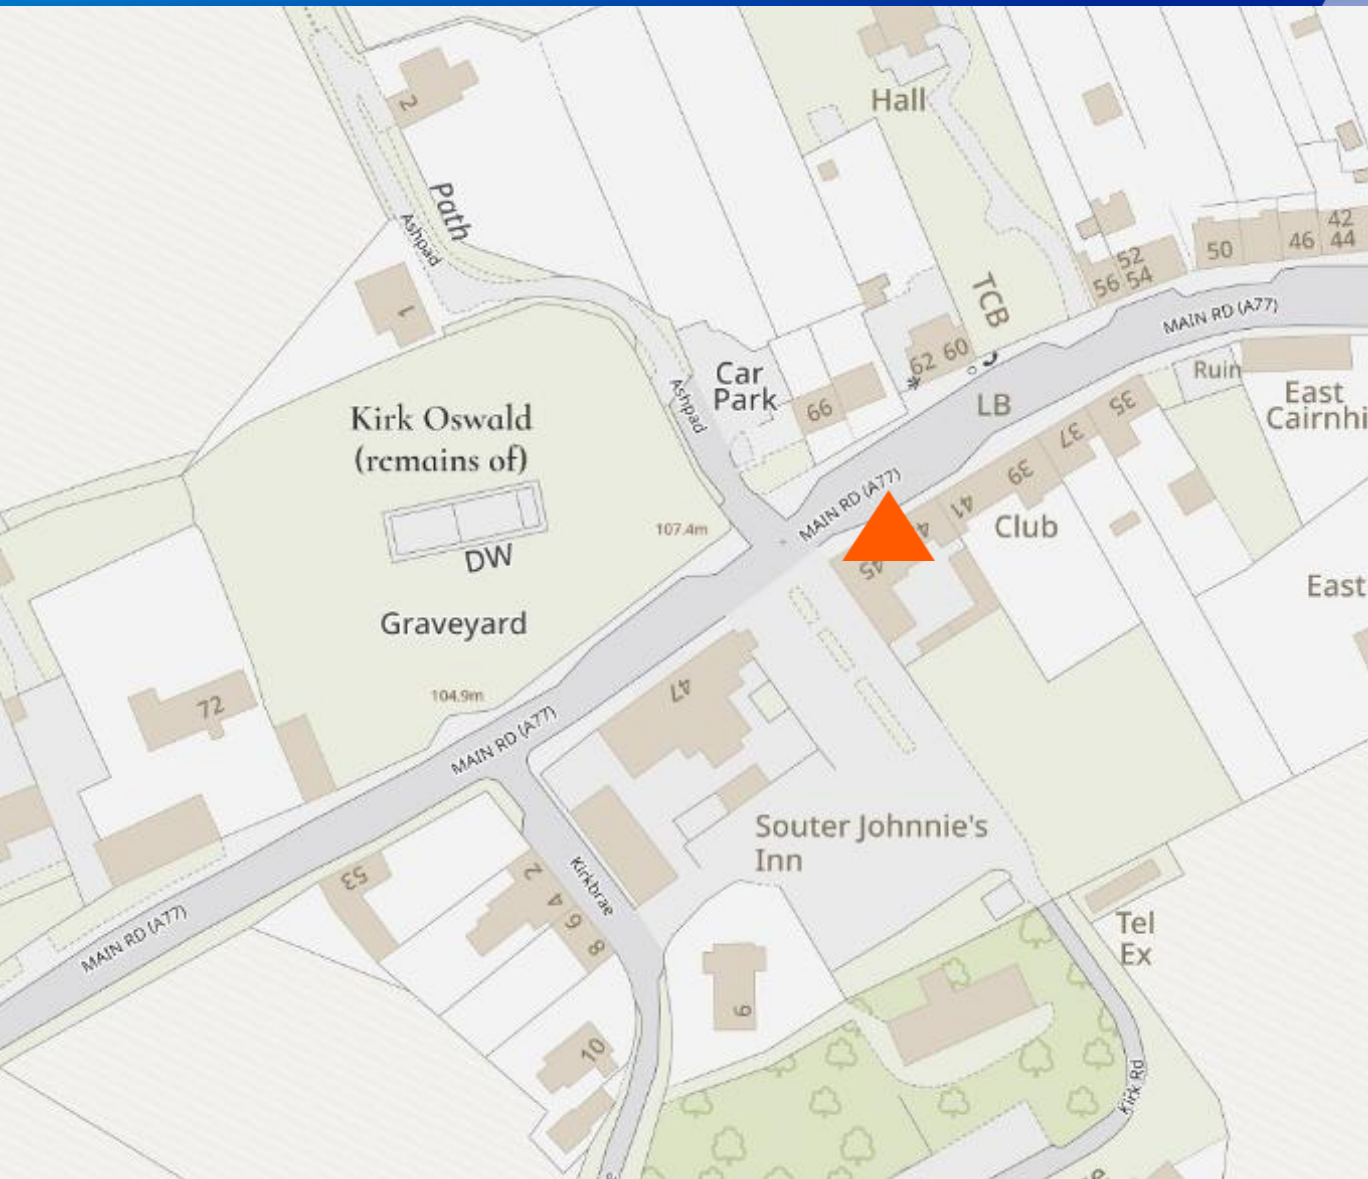 2
Path
Ashpad
1
Hall
TCB
52
56 54
50
46
42
44
MAIN RD (A77)
Car
Park
Ashpad
66
62 60
LB
Ruin
East
35
37
39
41
45
Club
East
Kirk Oswald
(remains of)
107.4m
DW
Graveyard
MAIN RD (A77)
104.9m
72
47
MAIN RD (A77)
Souter Johnnie's
Inn
53
2
4
6
8
Kirkbrae
MAIN RD (A77)
Tel
Ex
10
Kirk Rd